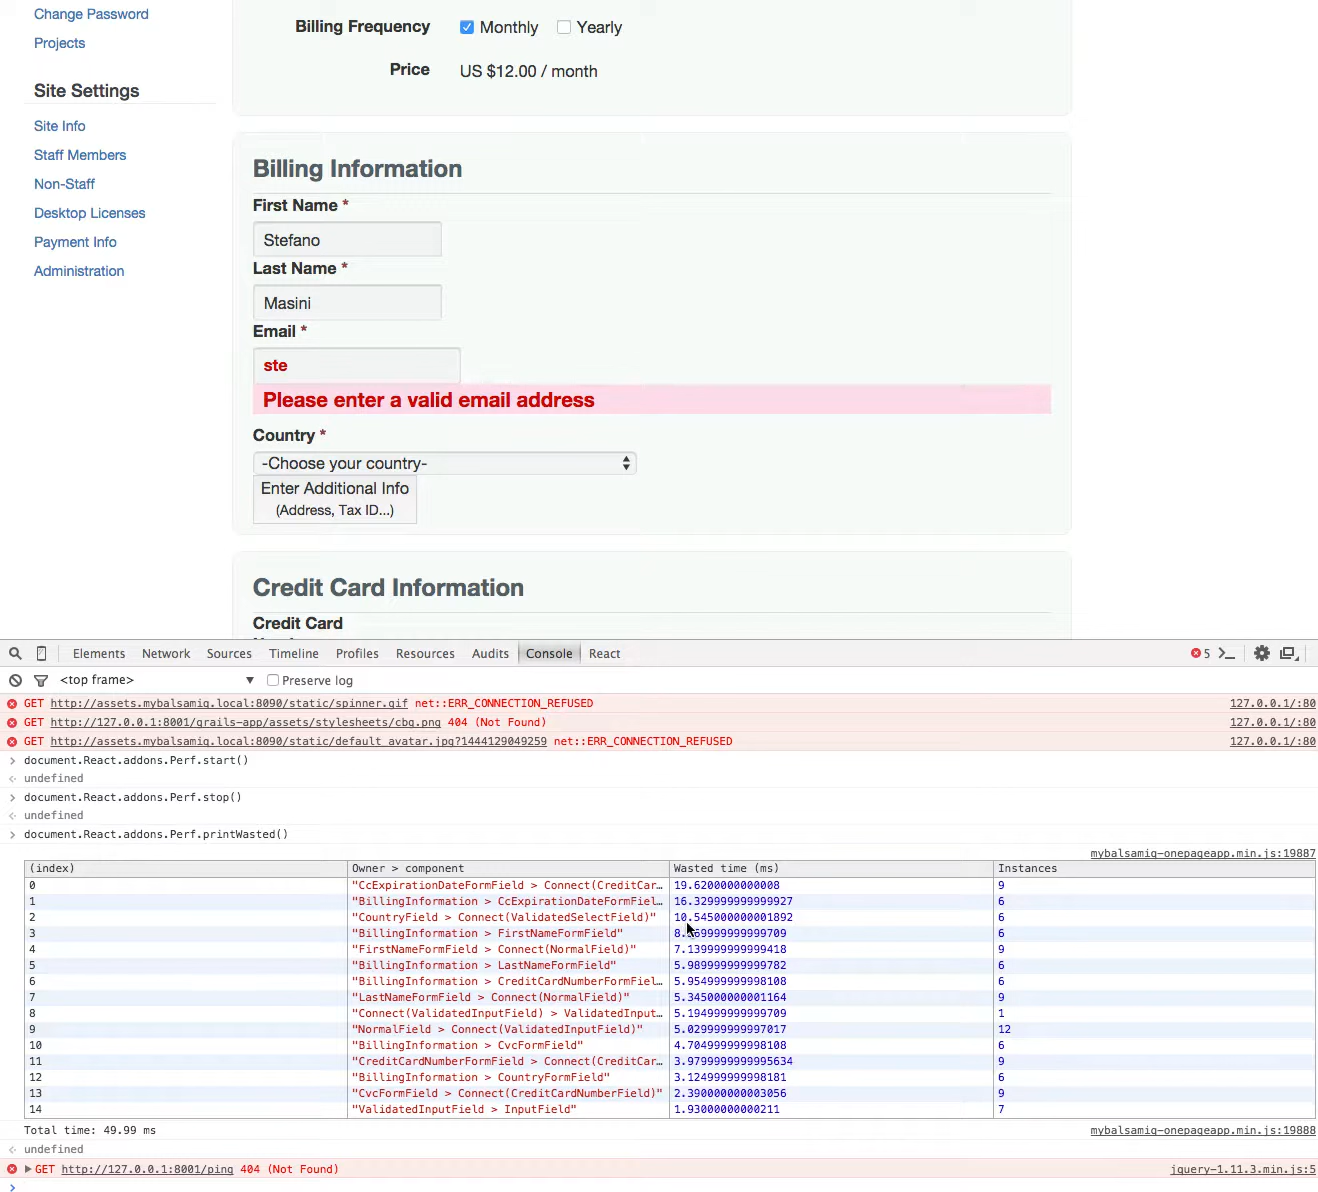 Change Password
Projects
Site Settings
Site Info
Staff Members
Non-Staff
Desktop Licenses
Payment Info
Administration
Billing Frequency Monthly Yearly
Price US $12.00 / month
Billing Information
First Name *
Stefano
Last Name *
Masini
Email *
ste
Please enter a valid email address
Country *
-Choose your country-
Enter Additional Info
(Address, Tax ID...)
Credit Card Information
Credit Card
Elements Network Sources Timeline Profiles Resources Audits Console React 5
<top frame> Preserve log
GET http://assets.mybalsamiq.local:8090/static/spinner.gif net::ERR_CONNECTION_REFUSED 127.0.0.1/:80
GET http://127.0.0.1:8001/grails-app/assets/stylesheets/cbg.png 404 (Not Found) 127.0.0.1/:80
GET http://assets.mybalsamiq.local:8090/static/default_avatar.jpg?1444129049259 net::ERR_CONNECTION_REFUSED 127.0.0.1/:80
document.React.addons.Perf.start()
undefined
document.React.addons.Perf.stop()
undefined
document.React.addons.Perf.printWasted()
mybalsamiq-onepageapp.min.js:19887
(index) Owner > component Wasted time (ms) Instances
0 "CcExpirationDateFormField > Connect(CreditCar… 19.6200000000008 9
1 "BillingInformation > CcExpirationDateFormFiel… 16.329999999999927 6
2 "CountryField > Connect(ValidatedSelectField)" 10.545000000001892 6
3 "BillingInformation > FirstNameFormField" 6
4 "FirstNameFormField > Connect(NormalField)" 7.139999999999418 9
5 "BillingInformation > LastNameFormField" 5.989999999999782 6
6 "BillingInformation > CreditCardNumberFormFiel… 5.954999999998108 6
7 "LastNameFormField > Connect(NormalField)" 5.345000000001164 9
8 "Connect(ValidatedInputField) > ValidatedInput… 5.194999999999709 1
9 "NormalField > Connect(ValidatedInputField)" 5.029999999997017 12
10 "BillingInformation > CvcFormField" 4.704999999998108 6
11 "CreditCardNumberFormField > Connect(CreditCar… 3.9799999999995634 9
12 "BillingInformation > CountryFormField" 3.124999999998181 6
13 "CvcFormField > Connect(CreditCardNumberField)" 2.390000000003056 9
14 "ValidatedInputField > InputField" 1.93000000000211 7
Total time: 49.99 ms mybalsamiq-onepageapp.min.js:19888
undefined
GET http://127.0.0.1:8001/ping 404 (Not Found) jquery-1.11.3.min.js:5